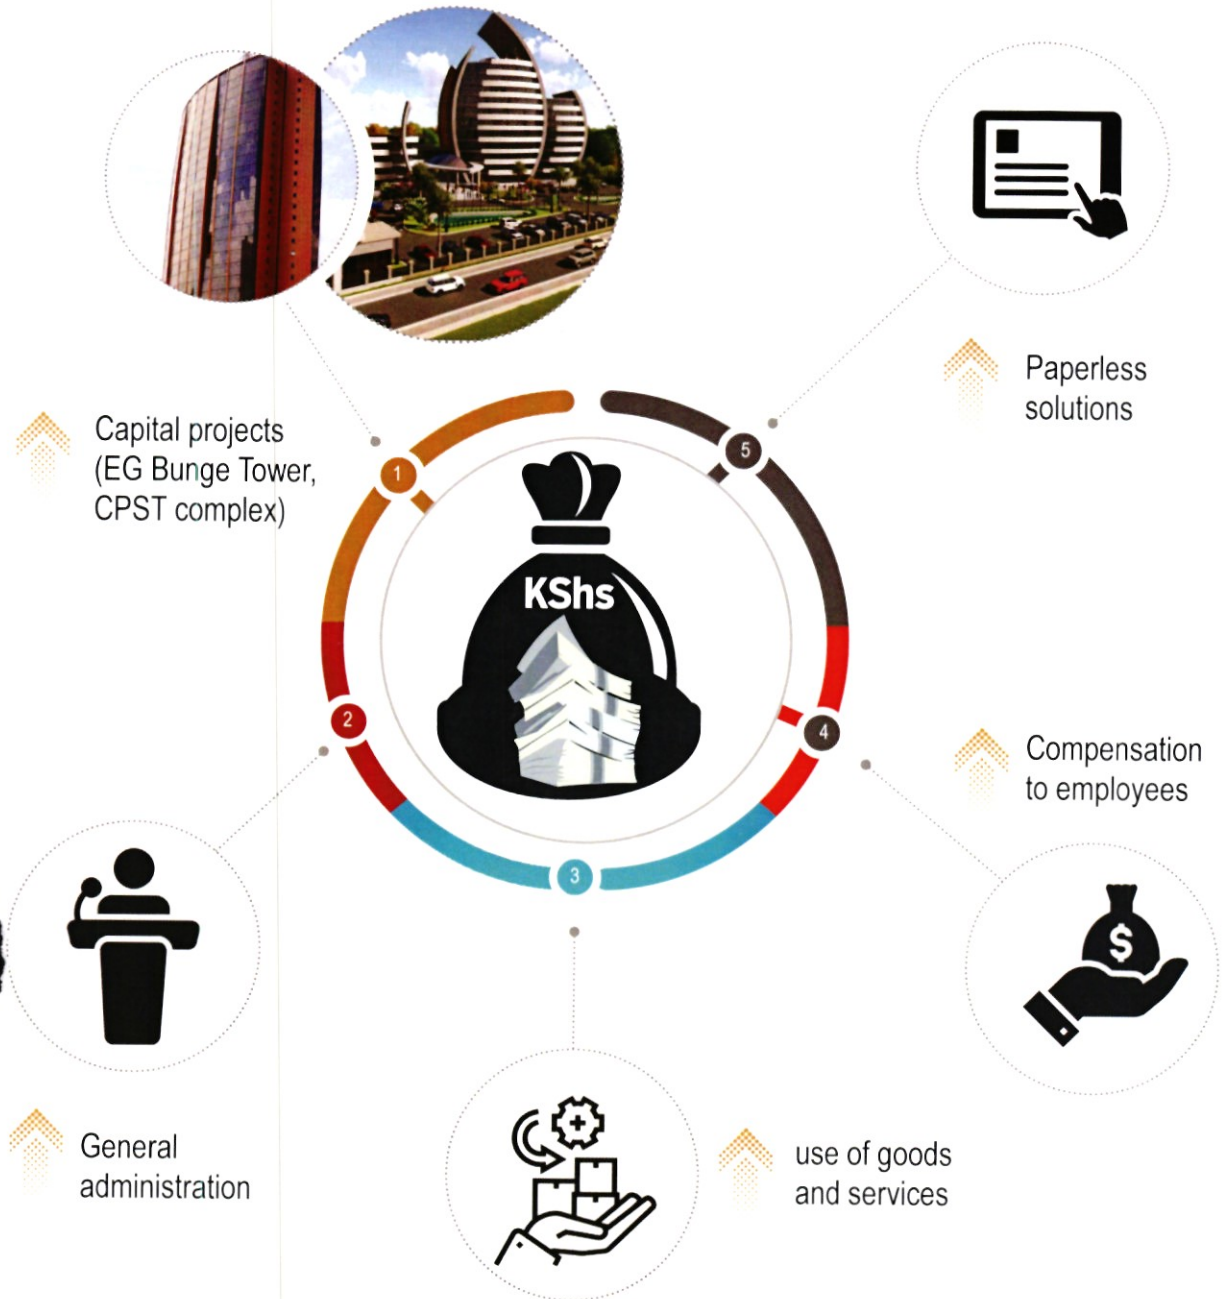 Capital projects
(EG Bunge Tower,
CPST complex)
1
KShs
5
Paperless
solutions
2
4
Compensation
to employees
3
$
General
administration
use of goods
and services